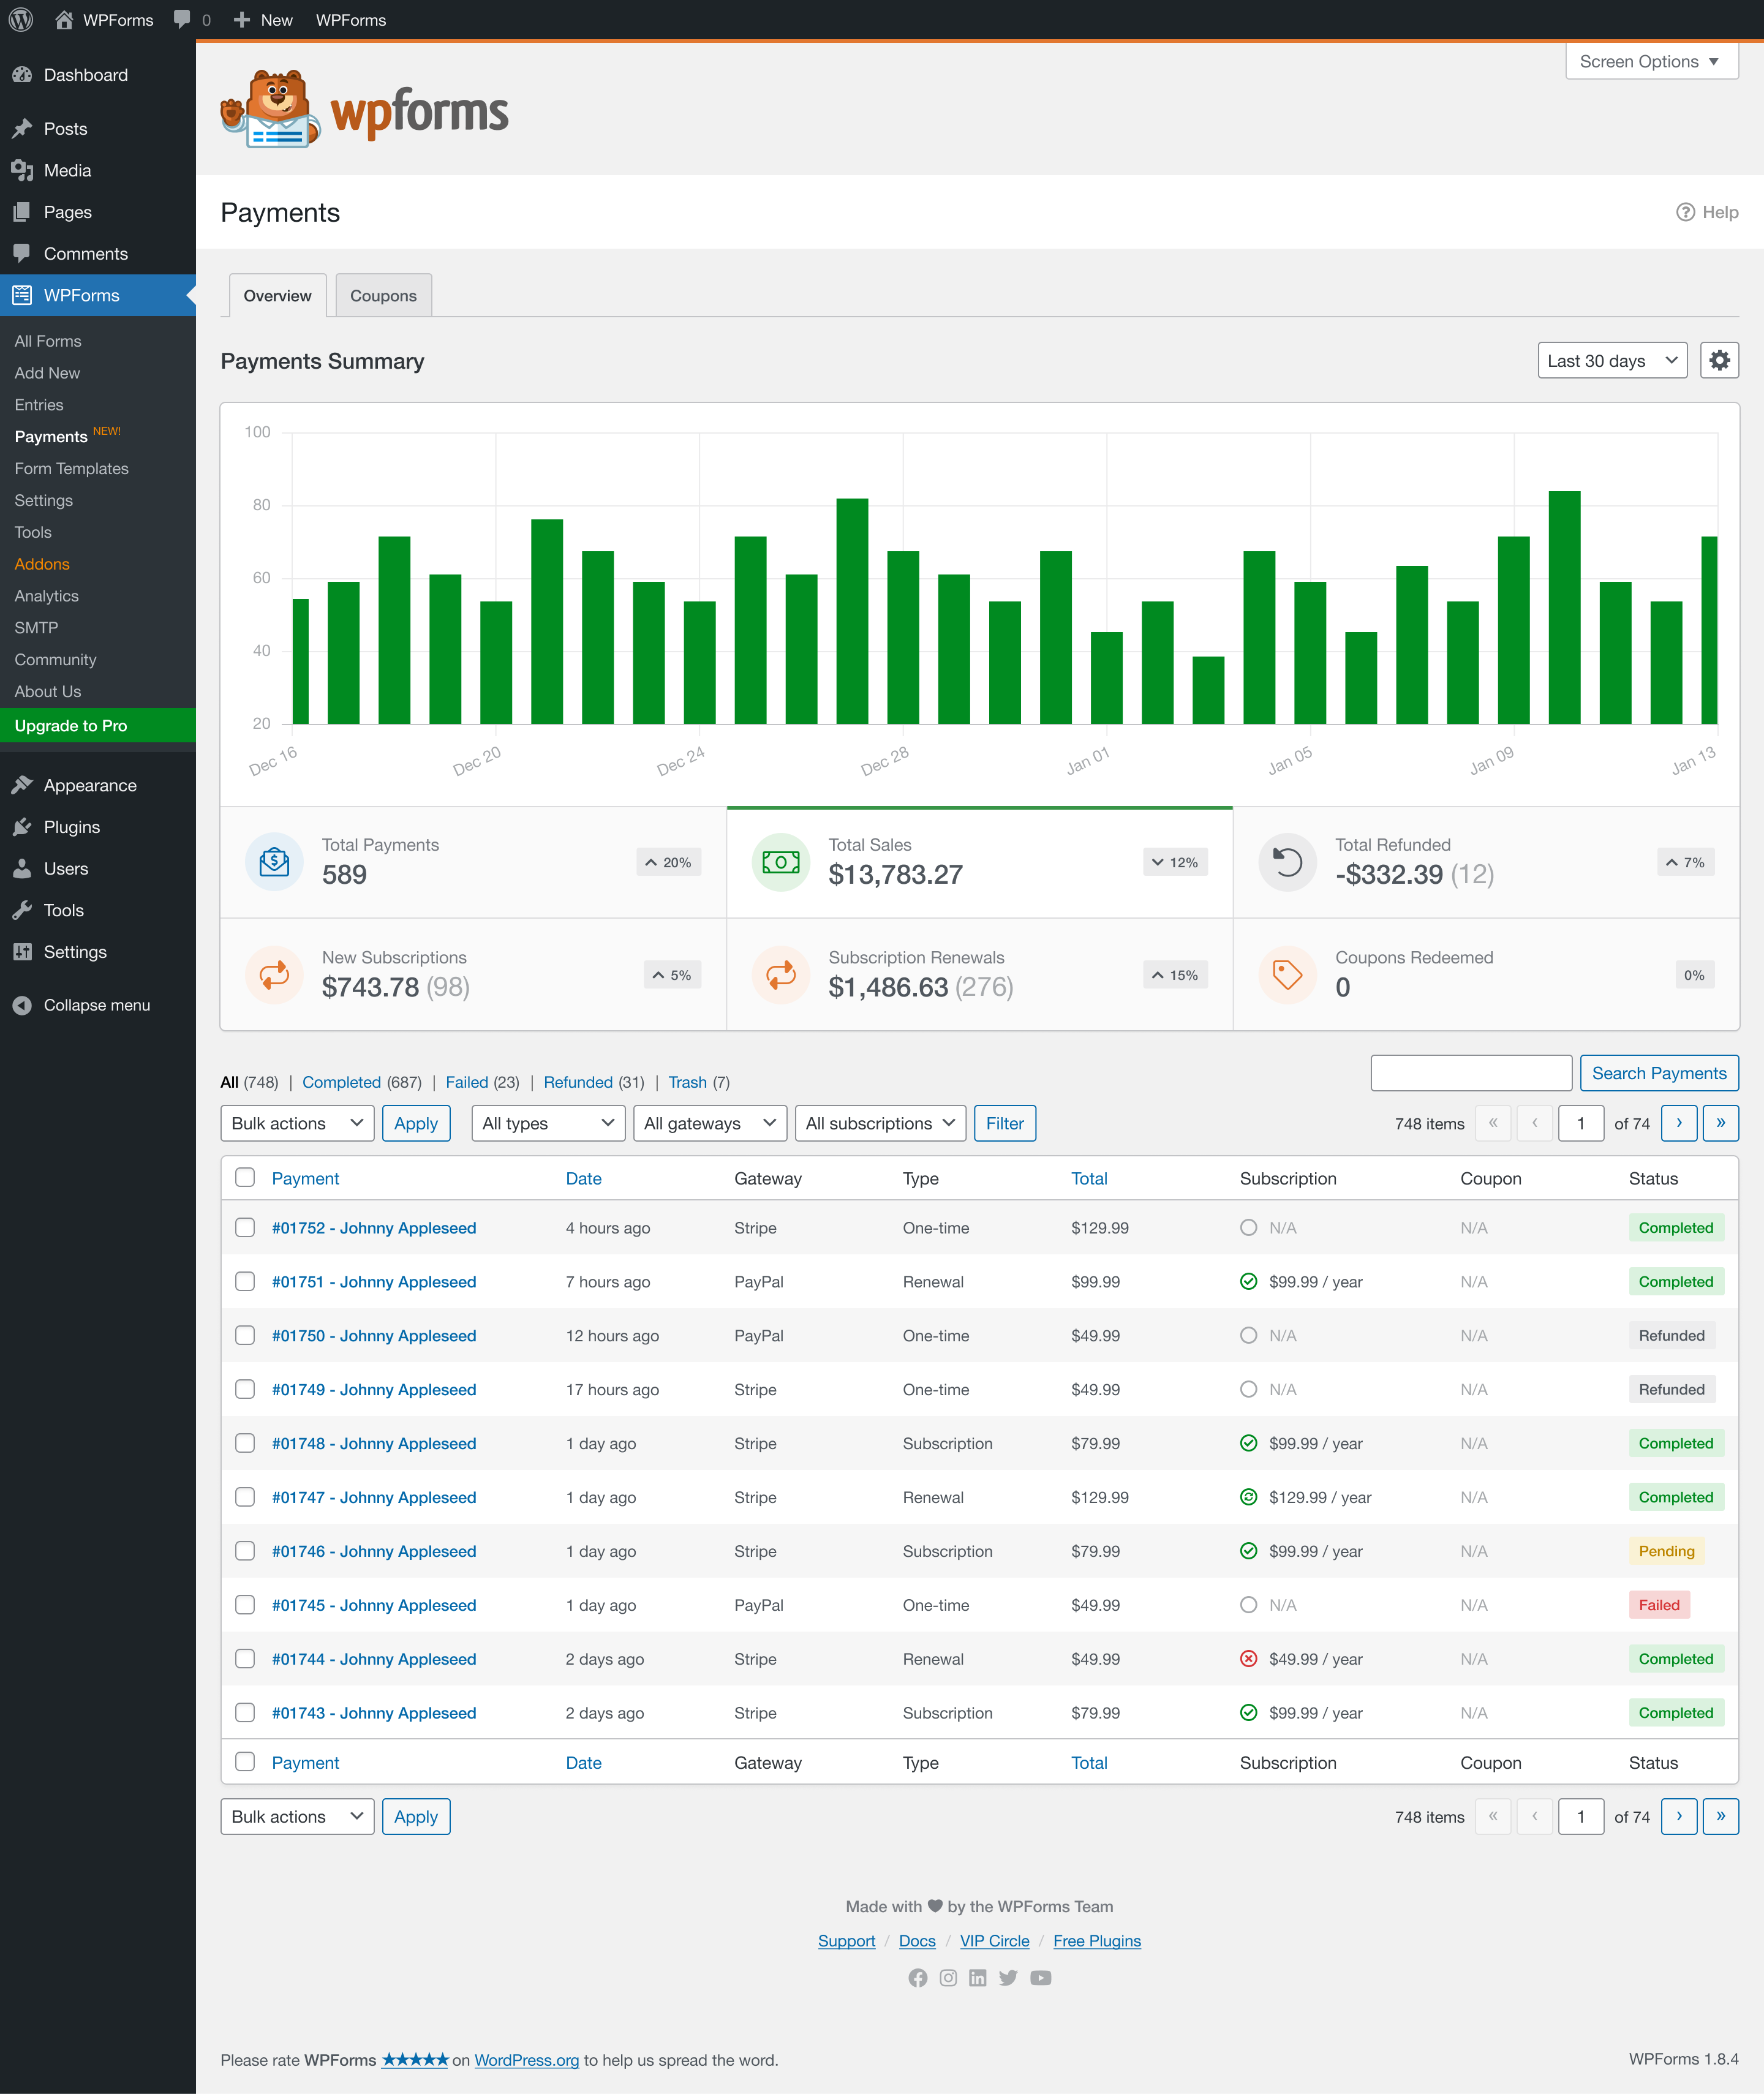 WPForms 0 New WPForms
Dashboard
Posts
Media
Pages
Comments
WPForms
All Forms
Add New
Entries
Payments NEW!
Form Templates
Settings
Tools
Addons
Analytics
SMTP
Community
About Us
Upgrade to Pro
Appearance
Plugins
Users
Tools
Settings
Collapse menu
Screen Options ▼
wpforms
Payments
Help
Overview Coupons
Payments Summary
Last 30 days
100
80
60
40
20
Dec 16 Dec 20 Dec 24 Dec 28 Jan 01 Jan 05 Jan 09 Jan 13
Total Payments
589
20%
Total Sales
$13,783.27
12%
Total Refunded
-$332.39 (12)
7%
New Subscriptions
$743.78 (98)
5%
Subscription Renewals
$1,486.63 (276)
15%
Coupons Redeemed
0
0%
Search Payments
All (748) | Completed (687) | Failed (23) | Refunded (31) | Trash (7)
Bulk actions Apply All types All gateways All subscriptions Filter 748 items « ‹ 1 of 74 › »
Payment Date Gateway Type Total Subscription Coupon Status
#01752 - Johnny Appleseed 4 hours ago Stripe One-time $129.99 N/A N/A Completed
#01751 - Johnny Appleseed 7 hours ago PayPal Renewal $99.99 $99.99 / year N/A Completed
#01750 - Johnny Appleseed 12 hours ago PayPal One-time $49.99 N/A N/A Refunded
#01749 - Johnny Appleseed 17 hours ago Stripe One-time $49.99 N/A N/A Refunded
#01748 - Johnny Appleseed 1 day ago Stripe Subscription $79.99 $99.99 / year N/A Completed
#01747 - Johnny Appleseed 1 day ago Stripe Renewal $129.99 $129.99 / year N/A Completed
#01746 - Johnny Appleseed 1 day ago Stripe Subscription $79.99 $99.99 / year N/A Pending
#01745 - Johnny Appleseed 1 day ago PayPal One-time $49.99 N/A N/A Failed
#01744 - Johnny Appleseed 2 days ago Stripe Renewal $49.99 $49.99 / year N/A Completed
#01743 - Johnny Appleseed 2 days ago Stripe Subscription $79.99 $99.99 / year N/A Completed
Payment Date Gateway Type Total Subscription Coupon Status
Bulk actions Apply 748 items « ‹ 1 of 74 › »
Made with ♥ by the WPForms Team
Support / Docs / VIP Circle / Free Plugins
Please rate WPForms ★★★★★ on WordPress.org to help us spread the word.
WPForms 1.8.4